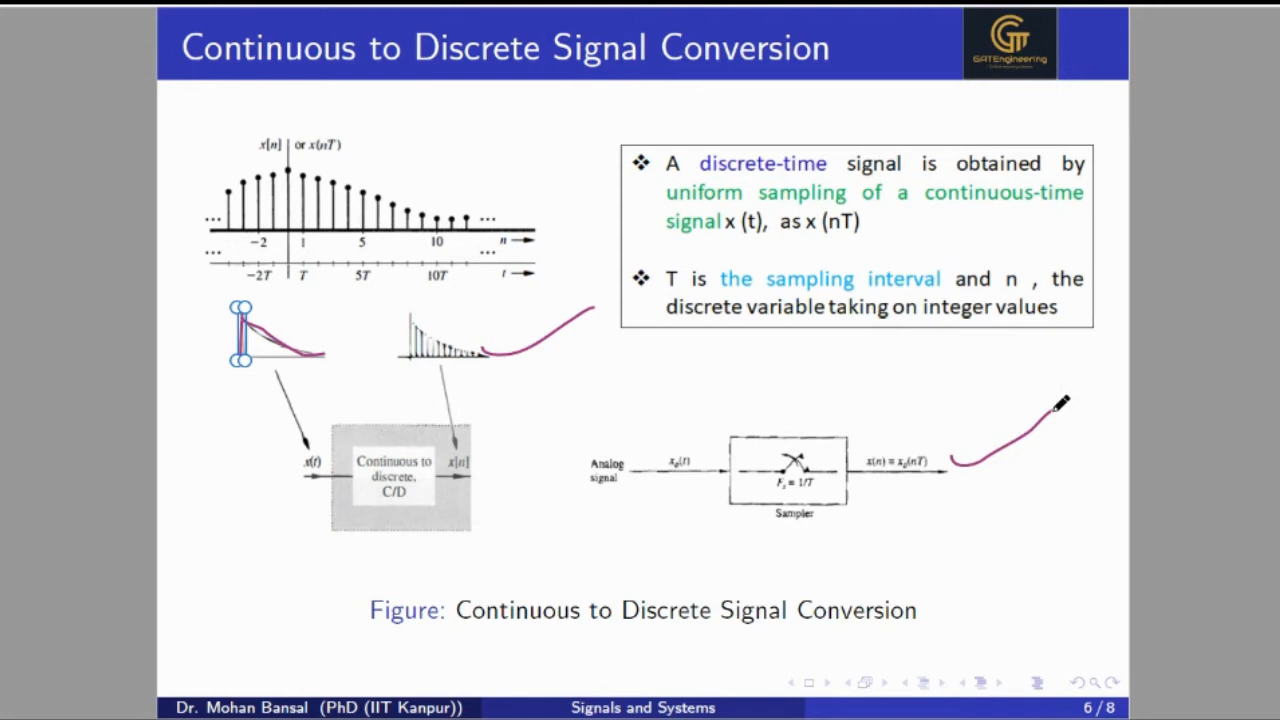 Continuous to Discrete Signal Conversion
GATEngineering
x[n] or x(nT)
... ...
-2 1 5 10 n
... ...
-2T T 5T 10T t
❖ A discrete-time signal is obtained by
uniform sampling of a continuous-time
signal x (t), as x (nT)
❖ T is the sampling interval and n , the
discrete variable taking on integer values
x(t) Continuous to x[n]
discrete,
C/D
Analog xₐ(t) x(n) = xₐ(nT)
signal
Fₛ = 1/T
Sampler
Figure: Continuous to Discrete Signal Conversion
Dr. Mohan Bansal (PhD (IIT Kanpur)) Signals and Systems 6 / 8